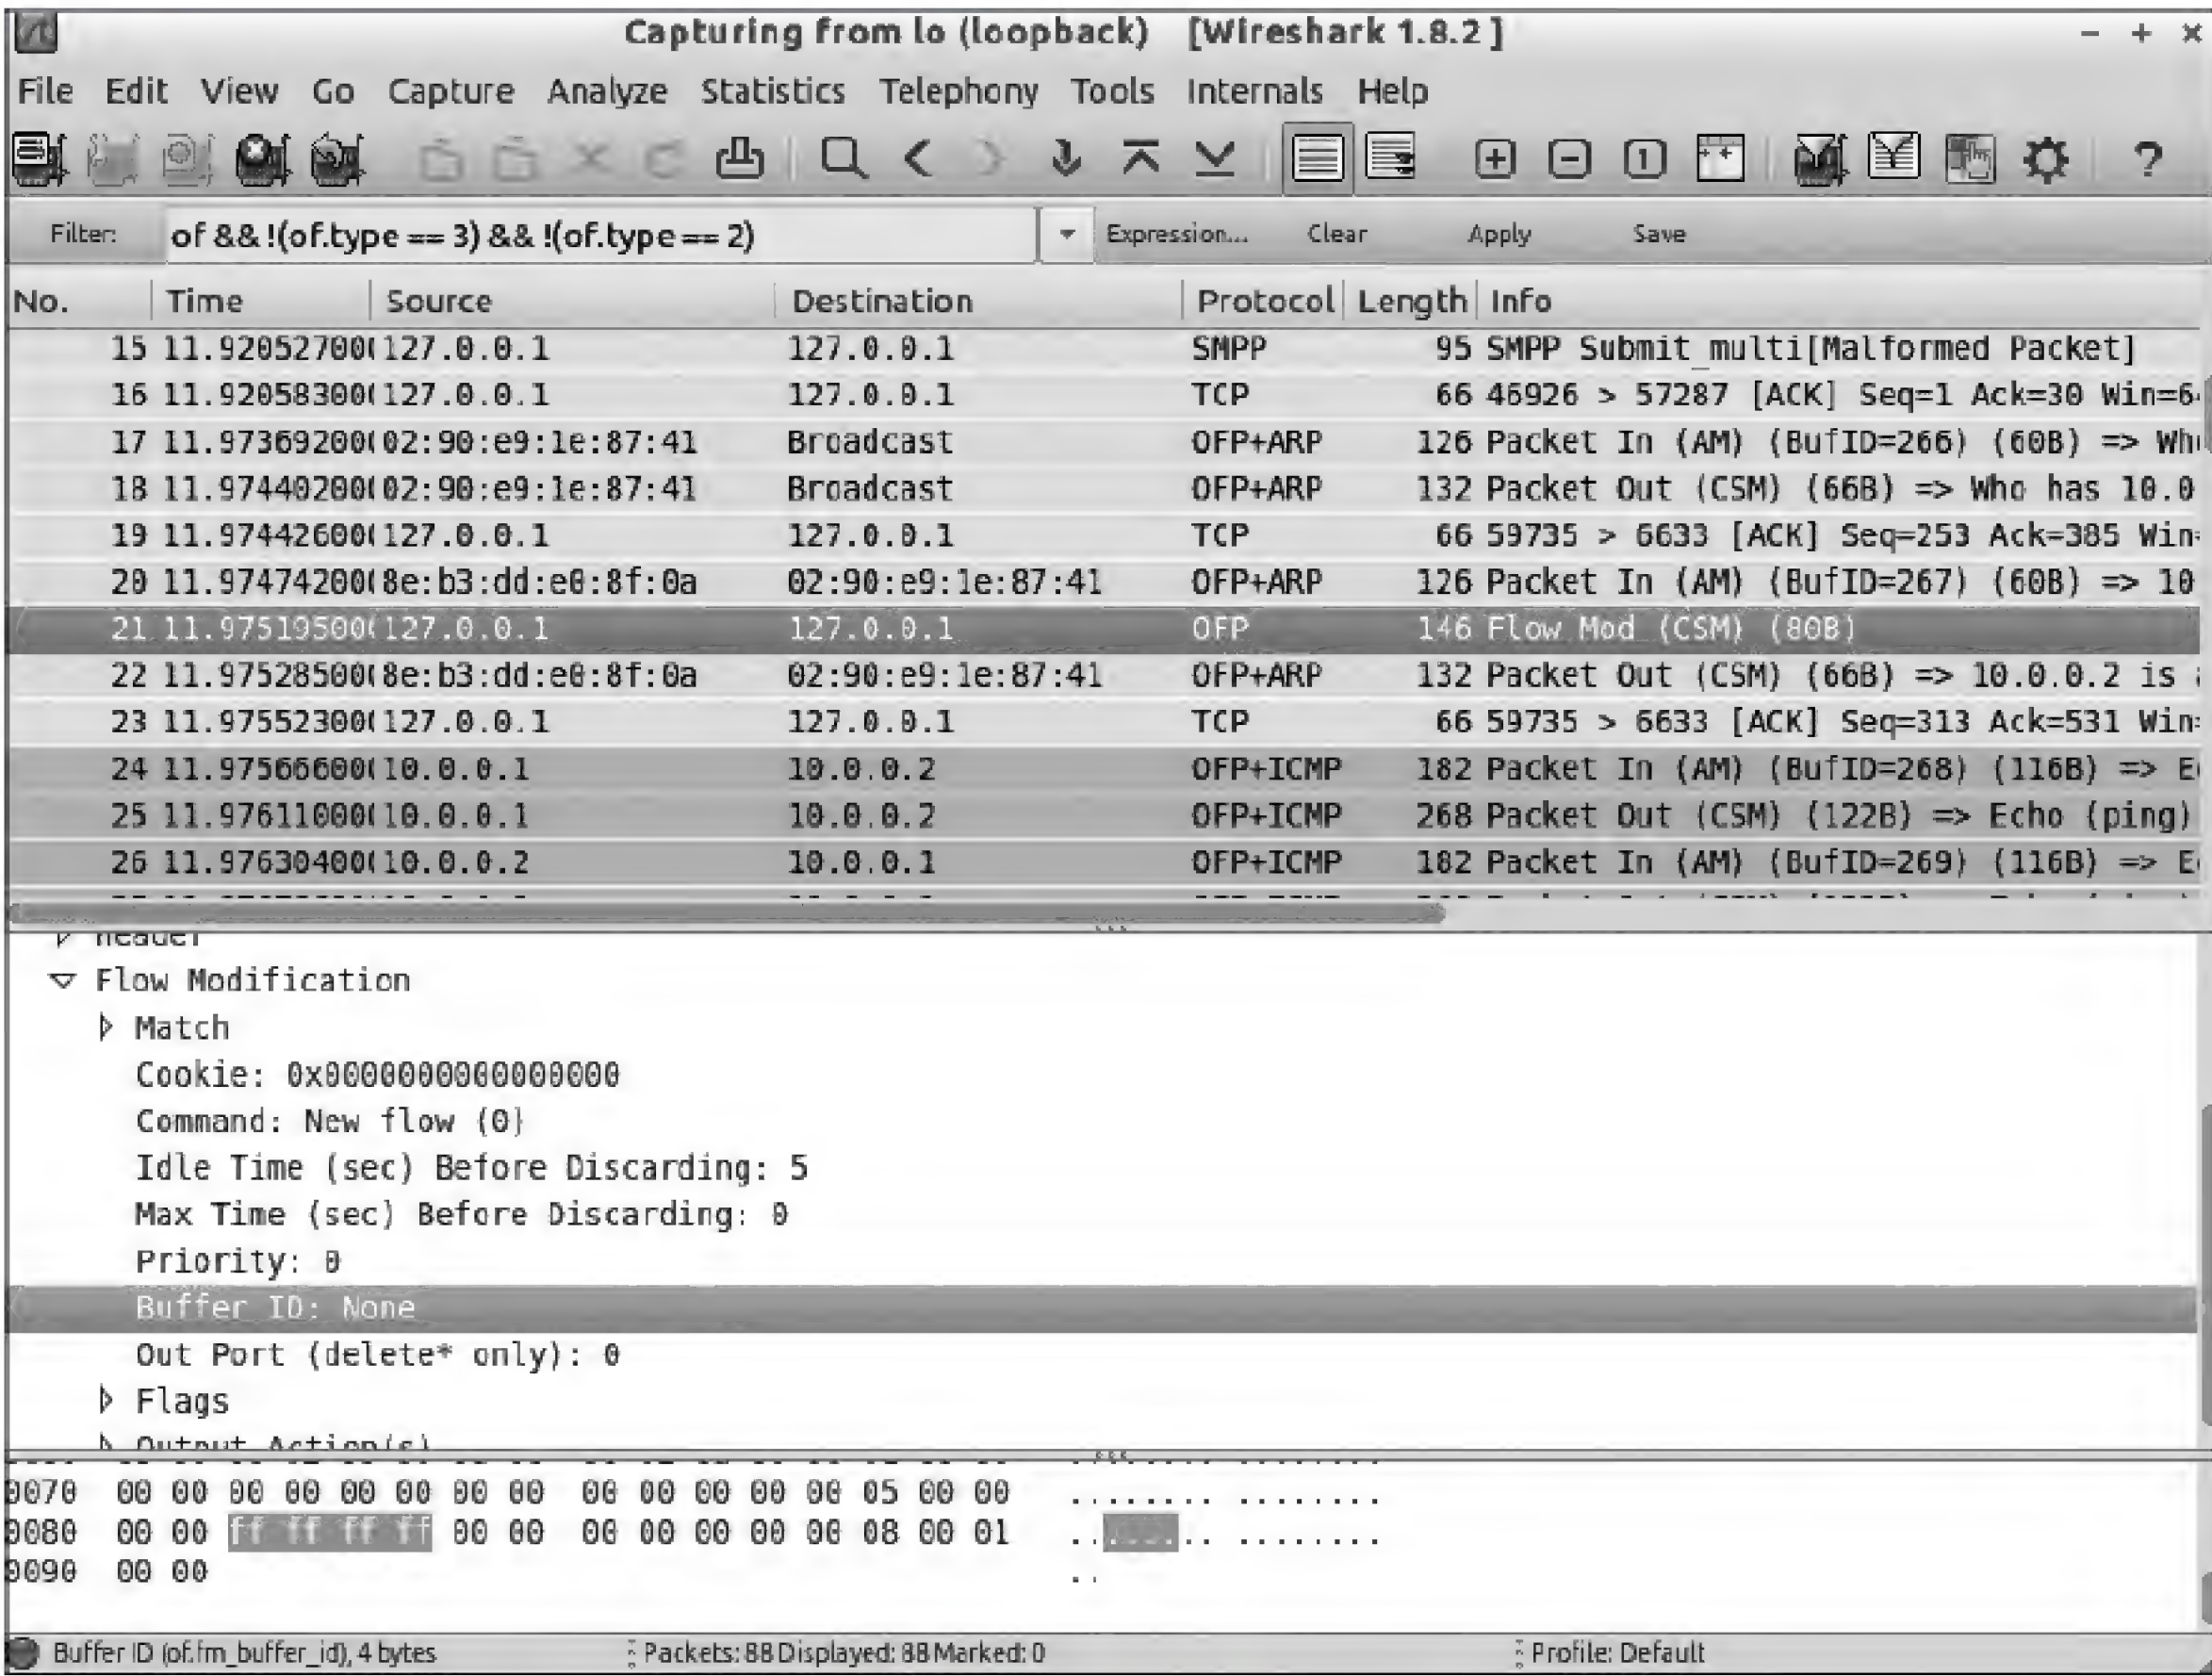 Capturing from lo (loopback) [Wireshark 1.8.2 ]
File Edit View Go Capture Analyze Statistics Telephony Tools Internals Help
Filter: of && !(of.type == 3) && !(of.type == 2) Expression... Clear Apply Save
No. Time Source Destination Protocol Length Info
15 11.920527000 127.0.0.1 127.0.0.1 SMPP 95 SMPP Submit_multi[Malformed Packet]
16 11.920583000 127.0.0.1 127.0.0.1 TCP 66 46926 > 57287 [ACK] Seq=1 Ack=30 Win=6
17 11.973692000 02:90:e9:1e:87:41 Broadcast OFP+ARP 126 Packet In (AM) (BufID=266) (60B) => Wh
18 11.974402000 02:90:e9:1e:87:41 Broadcast OFP+ARP 132 Packet Out (CSM) (66B) => Who has 10.0
19 11.974426000 127.0.0.1 127.0.0.1 TCP 66 59735 > 6633 [ACK] Seq=253 Ack=385 Win=
20 11.974742000 8e:b3:dd:e0:8f:0a 02:90:e9:1e:87:41 OFP+ARP 126 Packet In (AM) (BufID=267) (60B) => 10
21 11.975195000 127.0.0.1 127.0.0.1 OFP 146 Flow Mod (CSM) (80B)
22 11.975285000 8e:b3:dd:e0:8f:0a 02:90:e9:1e:87:41 OFP+ARP 132 Packet Out (CSM) (66B) => 10.0.0.2 is
23 11.975523000 127.0.0.1 127.0.0.1 TCP 66 59735 > 6633 [ACK] Seq=313 Ack=531 Win=
24 11.975666000 10.0.0.1 10.0.0.2 OFP+ICMP 182 Packet In (AM) (BufID=268) (116B) => E
25 11.976110000 10.0.0.1 10.0.0.2 OFP+ICMP 268 Packet Out (CSM) (122B) => Echo (ping)
26 11.976304000 10.0.0.2 10.0.0.1 OFP+ICMP 182 Packet In (AM) (BufID=269) (116B) => E
Header
Flow Modification
Match
Cookie: 0x0000000000000000
Command: New flow (0)
Idle Time (sec) Before Discarding: 5
Max Time (sec) Before Discarding: 0
Priority: 0
Buffer ID: None
Out Port (delete* only): 0
Flags
Output Action(s)
0070 00 00 00 00 00 00 00 00 00 00 00 00 00 05 00 00 ........ ........
0080 00 00 ff ff ff ff 00 00 00 00 00 00 00 08 00 01 ........ ........
0090 00 00 ..
Buffer ID (of.fm_buffer_id), 4 bytes Packets: 88 Displayed: 88 Marked: 0 Profile: Default